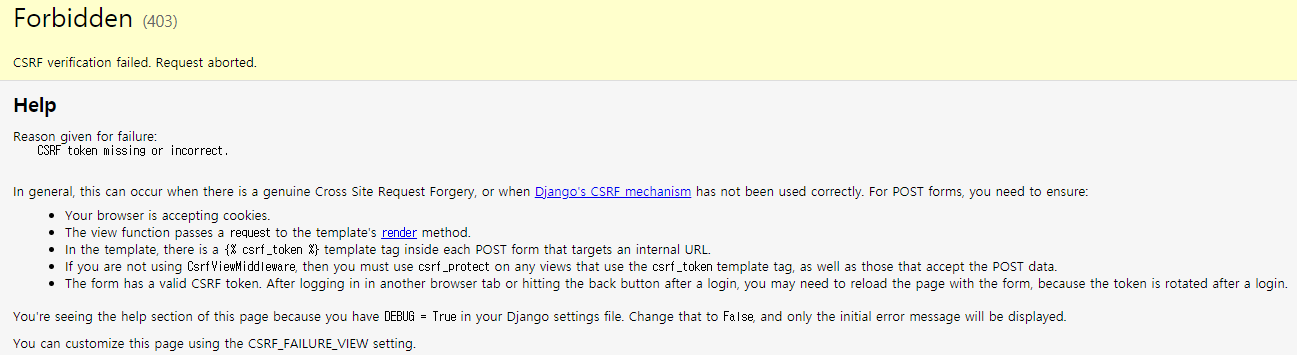 Forbidden (403)
CSRF verification failed. Request aborted.
Help
Reason given for failure:
CSRF token missing or incorrect.
In general, this can occur when there is a genuine Cross Site Request Forgery, or when Django's CSRF mechanism has not been used correctly. For POST forms, you need to ensure:
• Your browser is accepting cookies.
• The view function passes a request to the template's render method.
• In the template, there is a {% csrf_token %} template tag inside each POST form that targets an internal URL.
• If you are not using CsrfViewMiddleware, then you must use csrf_protect on any views that use the csrf_token template tag, as well as those that accept the POST data.
• The form has a valid CSRF token. After logging in in another browser tab or hitting the back button after a login, you may need to reload the page with the form, because the token is rotated after a login.
You're seeing the help section of this page because you have DEBUG = True in your Django settings file. Change that to False, and only the initial error message will be displayed.
You can customize this page using the CSRF_FAILURE_VIEW setting.